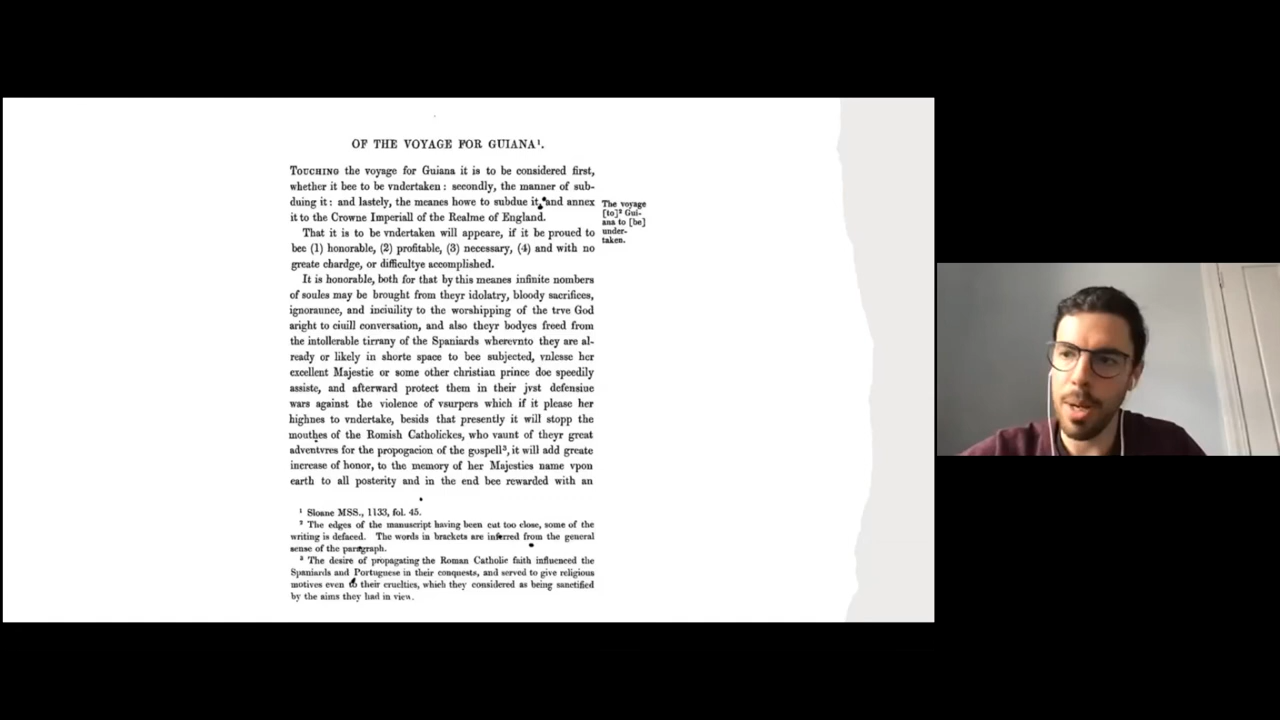 OF THE VOYAGE FOR GUIANA¹.
TOUCHING the voyage for Guiana it is to be considered first,
whether it bee to be vndertaken: secondly, the manner of sub-
duing it: and lastely, the meanes howe to subdue it, and annex
it to the Crowne Imperiall of the Realme of England.
The voyage
[to]² Gui-
ana to [be]
under-
taken.
That it is to be vndertaken will appeare, if it be proued to
bee (1) honorable, (2) profitable, (3) necessary, (4) and with no
greate chardge, or difficultye accomplished.
It is honorable, both for that by this meanes infinite nombers
of soules may be brought from theyr idolatry, bloody sacrifices,
ignoraunce, and inciuility to the worshipping of the trve God
aright to ciuill conversation, and also theyr bodyes freed from
the intollerable tirrany of the Spaniards wherevnto they are al-
ready or likely in shorte space to bee subjected, vnlesse her
excellent Majestie or some other christian prince doe speedily
assiste, and afterward protect them in their jvst defensiue
wars against the violence of vsurpers which if it please her
highnes to vndertake, besids that presently it will stopp the
mouthes of the Romish Catholickes, who vaunt of theyr great
adventvres for the propogacion of the gospell³, it will add greate
increase of honor, to the memory of her Majesties name vpon
earth to all posterity and in the end bee rewarded with an
¹ Sloane MSS., 1133, fol. 45.
² The edges of the manuscript having been cut too close, some of the
writing is defaced. The words in brackets are inferred from the general
sense of the paragraph.
³ The desire of propagating the Roman Catholic faith influenced the
Spaniards and Portuguese in their conquests, and served to give religious
motives even to their cruelties, which they considered as being sanctified
by the aims they had in view.